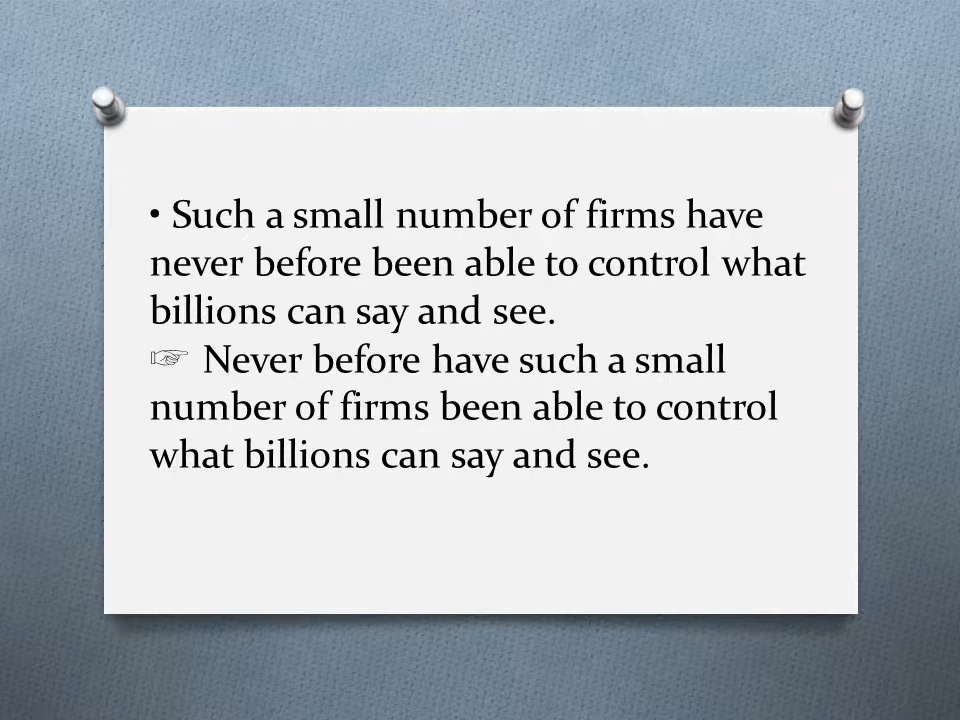 • Such a small number of firms have
never before been able to control what
billions can say and see.
☞ Never before have such a small
number of firms been able to control
what billions can say and see.